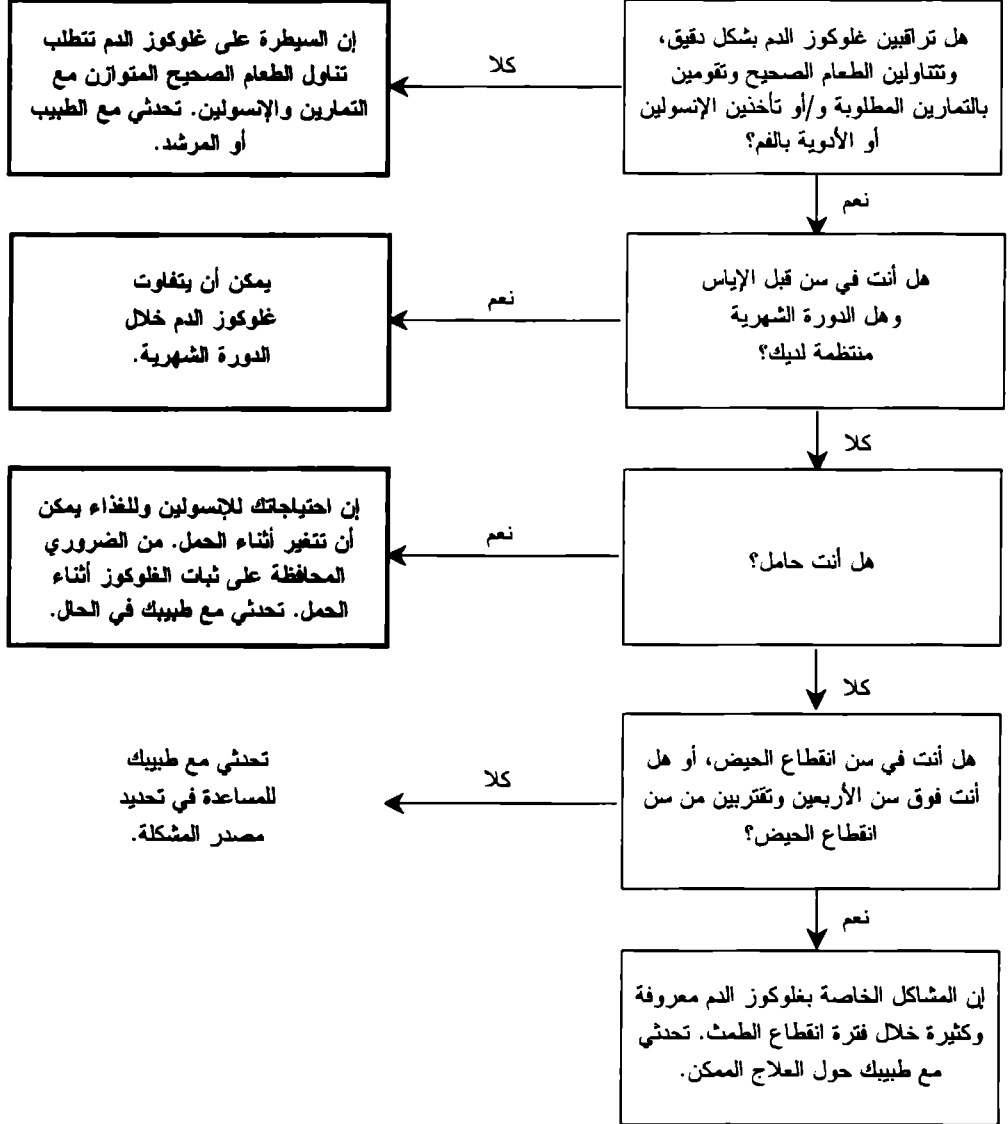 هل تراقبين غلوكوز الدم بشكل دقيق،
وتتناولين الطعام الصحيح وتقومين
بالتمارين المطلوبة و/أو تأخذين الإنسولين
أو الأدوية بالفم؟
كلا
إن السيطرة على غلوكوز الدم تتطلب
تناول الطعام الصحيح المتوازن مع
التمارين والإنسولين. تحدثي مع الطبيب
أو المرشد.
نعم
هل أنت في سن قبل الإياس
وهل الدورة الشهرية
منتظمة لديك؟
نعم
يمكن أن يتفاوت
غلوكوز الدم خلال
الدورة الشهرية.
كلا
هل أنت حامل؟
نعم
إن احتياجاتك للإنسولين وللغذاء يمكن
أن تتغير أثناء الحمل. من الضروري
المحافظة على ثبات الغلوكوز أثناء
الحمل. تحدثي مع طبيبك في الحال.
كلا
هل أنت في سن انقطاع الحيض، أو هل
أنت فوق سن الأربعين وتقتربين من سن
انقطاع الحيض؟
كلا
تحدثي مع طبيبك
للمساعدة في تحديد
مصدر المشكلة.
نعم
إن المشاكل الخاصة بغلوكوز الدم معروفة
وكثيرة خلال فترة انقطاع الطمث. تحدثي
مع طبيبك حول العلاج الممكن.